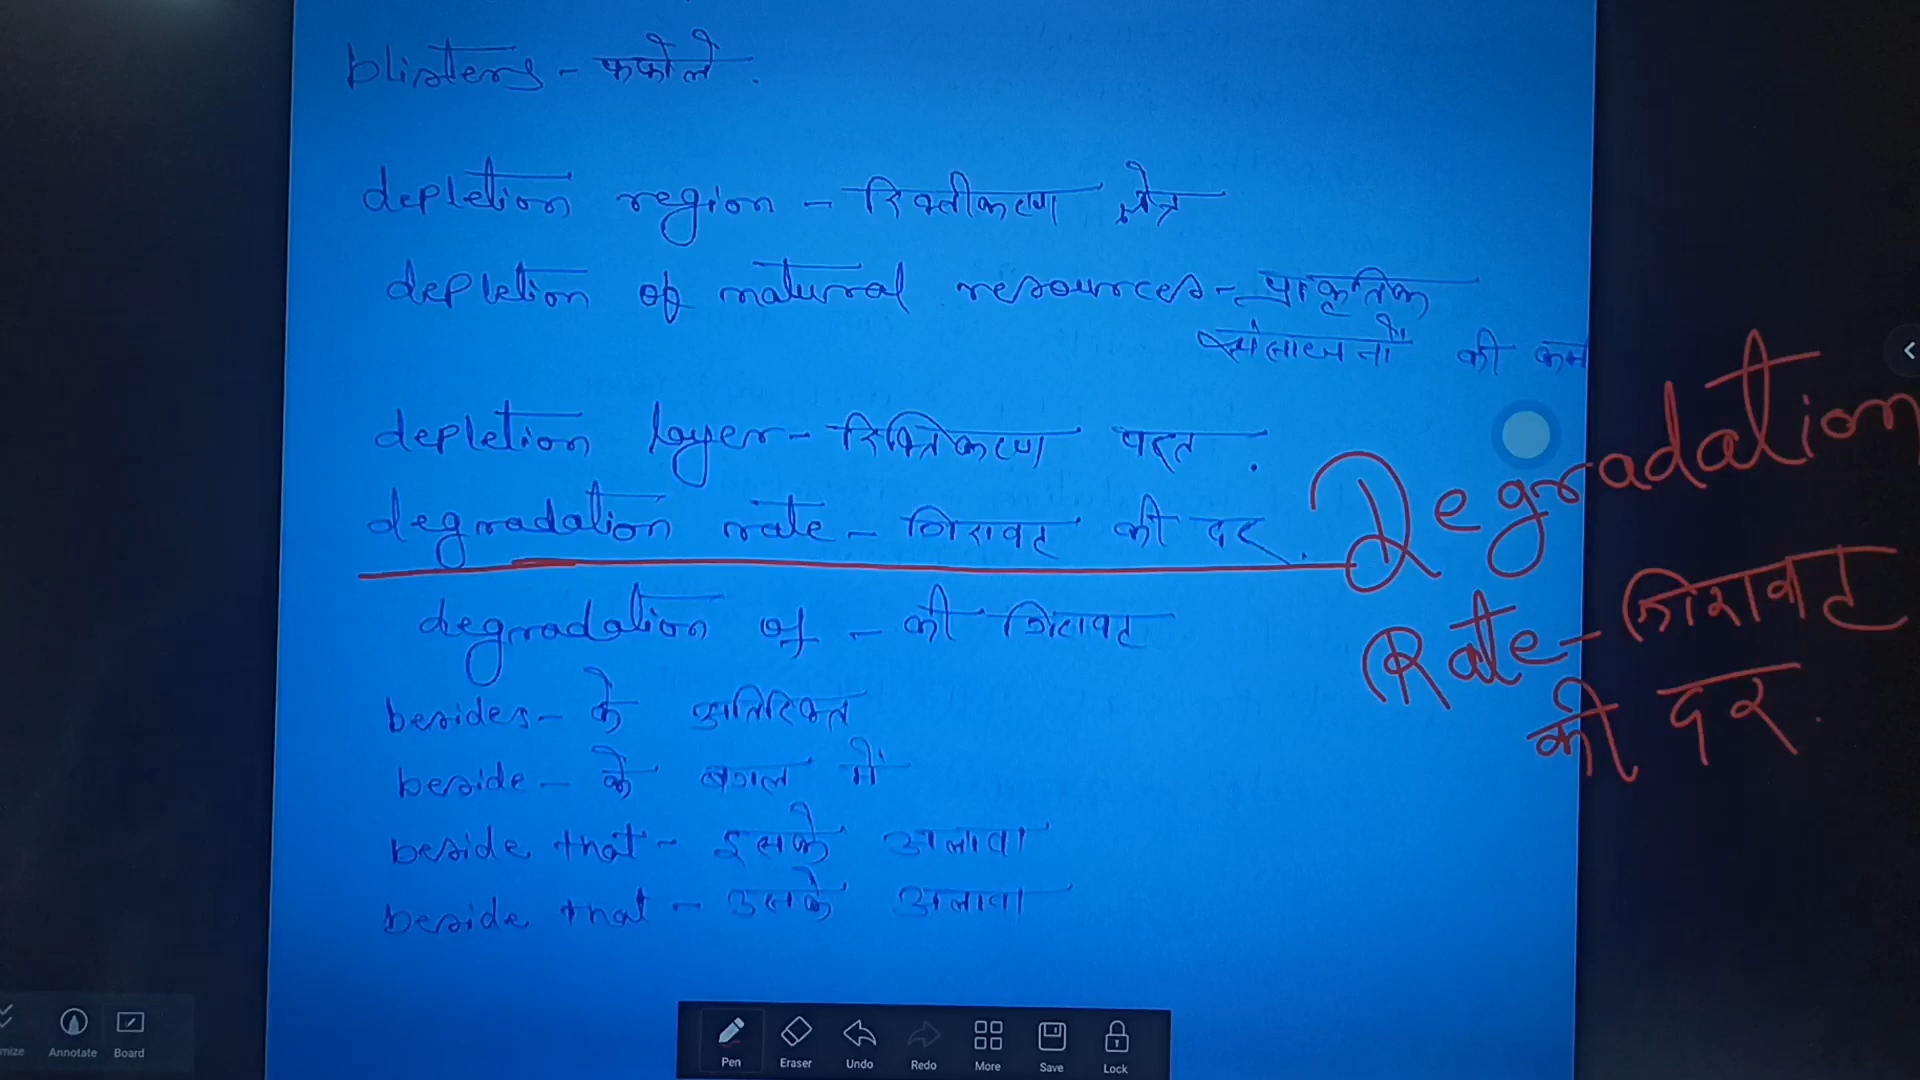 blisters - फफोले .
depletion region - रिक्तीकरण क्षेत्र
depletion of natural resources - प्राकृतिक
संसाधनों की कम
depletion layer - रिक्तिकरण परत .
degradation rate - गिरावट की दर .
degradation of - की गिरावट
besides - के अतिरिक्त
beside - के बगल में
beside that - इसके अलावा
beside that - उसके अलावा
Degradation
Rate - गिरावट
की दर .
mize Annotate Board
Pen Eraser Undo Redo More Save Lock